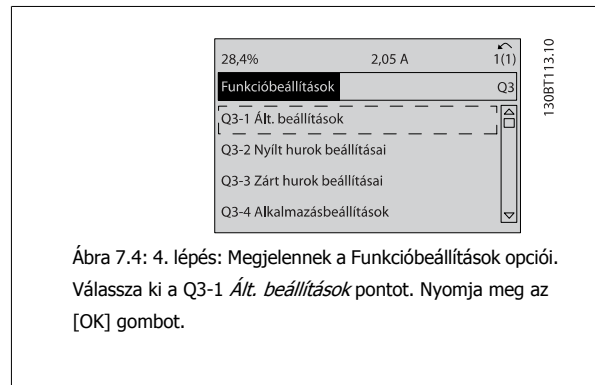 28,4% 2,05 A 1(1)
Funkcióbeállítások Q3
Q3-1 Ált. beállítások
Q3-2 Nyílt hurok beállításai
Q3-3 Zárt hurok beállításai
Q3-4 Alkalmazásbeállítások
130BT113.10
Ábra 7.4: 4. lépés: Megjelennek a Funkcióbeállítások opciói.
Válassza ki a Q3-1 Ált. beállítások pontot. Nyomja meg az
[OK] gombot.